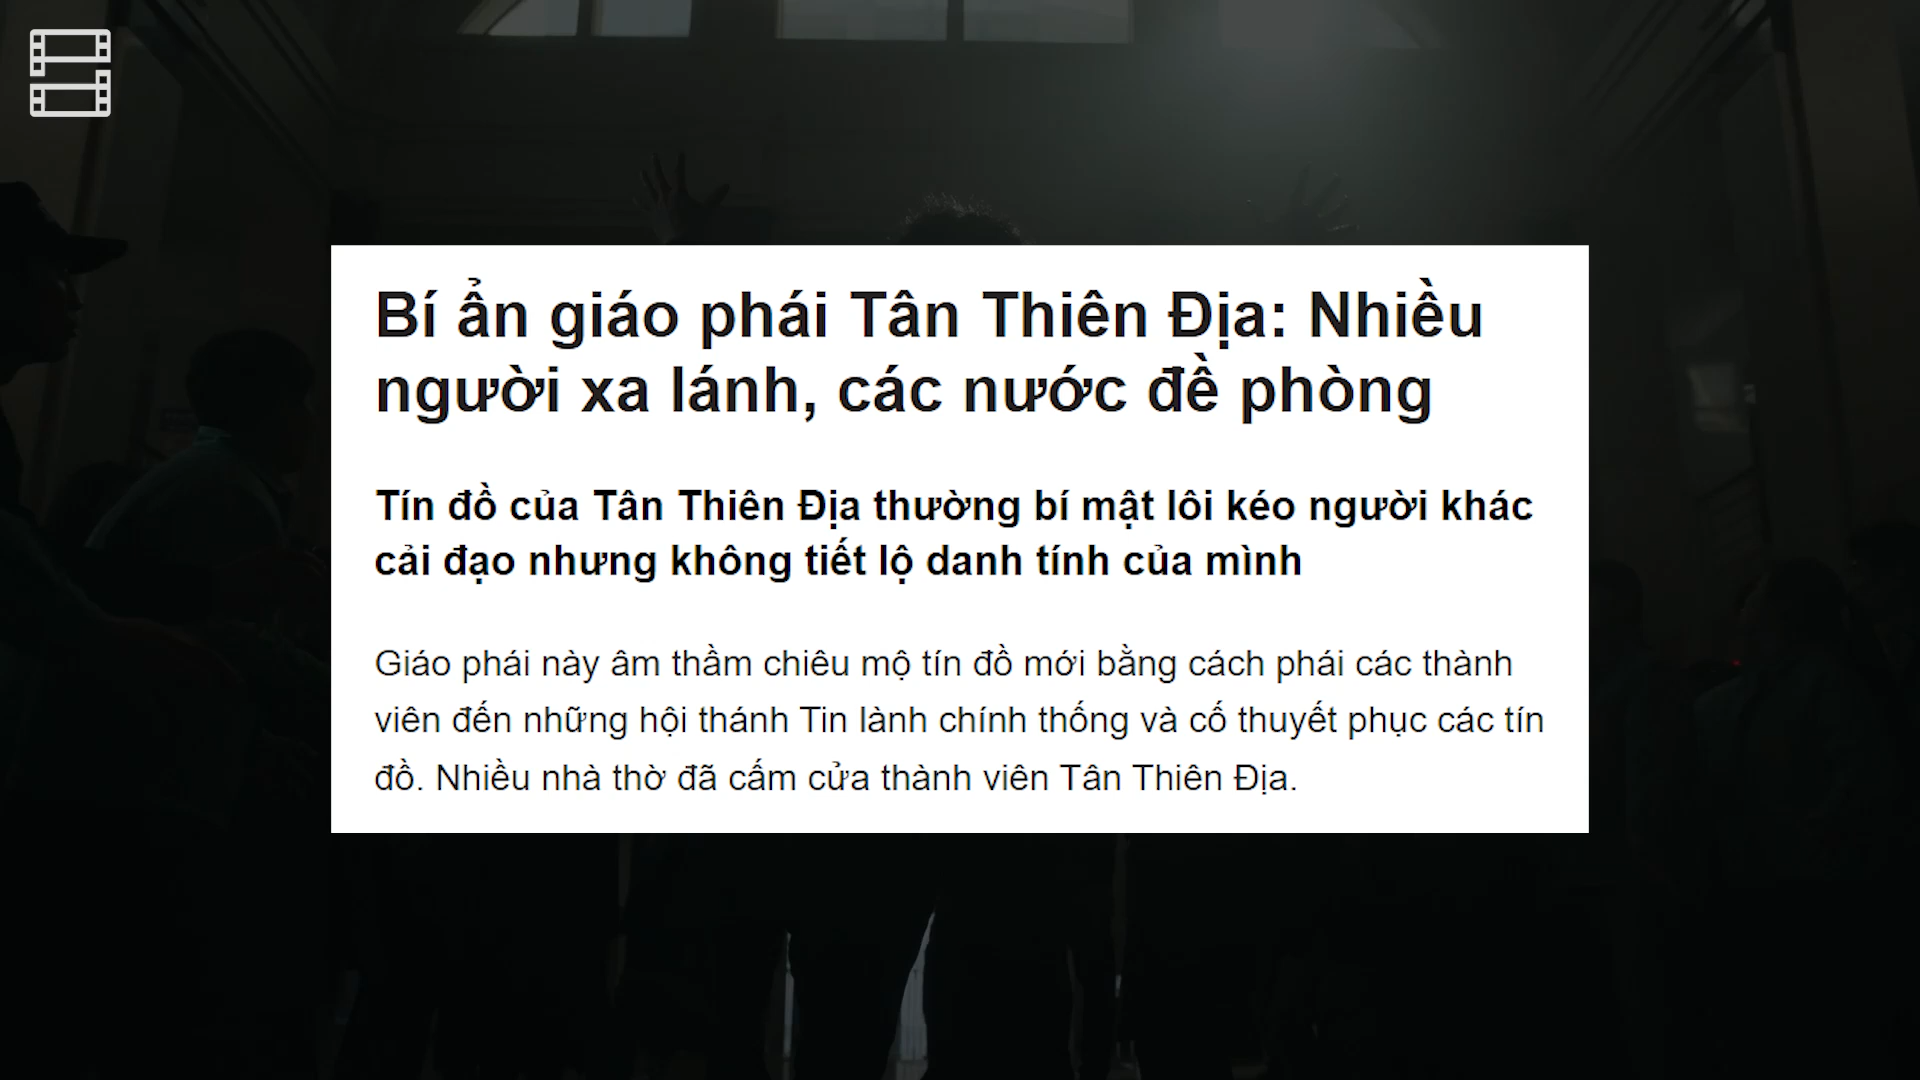 Bí ẩn giáo phái Tân Thiên Địa: Nhiều
người xa lánh, các nước đề phòng
Tín đồ của Tân Thiên Địa thường bí mật lôi kéo người khác
cải đạo nhưng không tiết lộ danh tính của mình
Giáo phái này âm thầm chiêu mộ tín đồ mới bằng cách phái các thành
viên đến những hội thánh Tin lành chính thống và cố thuyết phục các tín
đồ. Nhiều nhà thờ đã cấm cửa thành viên Tân Thiên Địa.